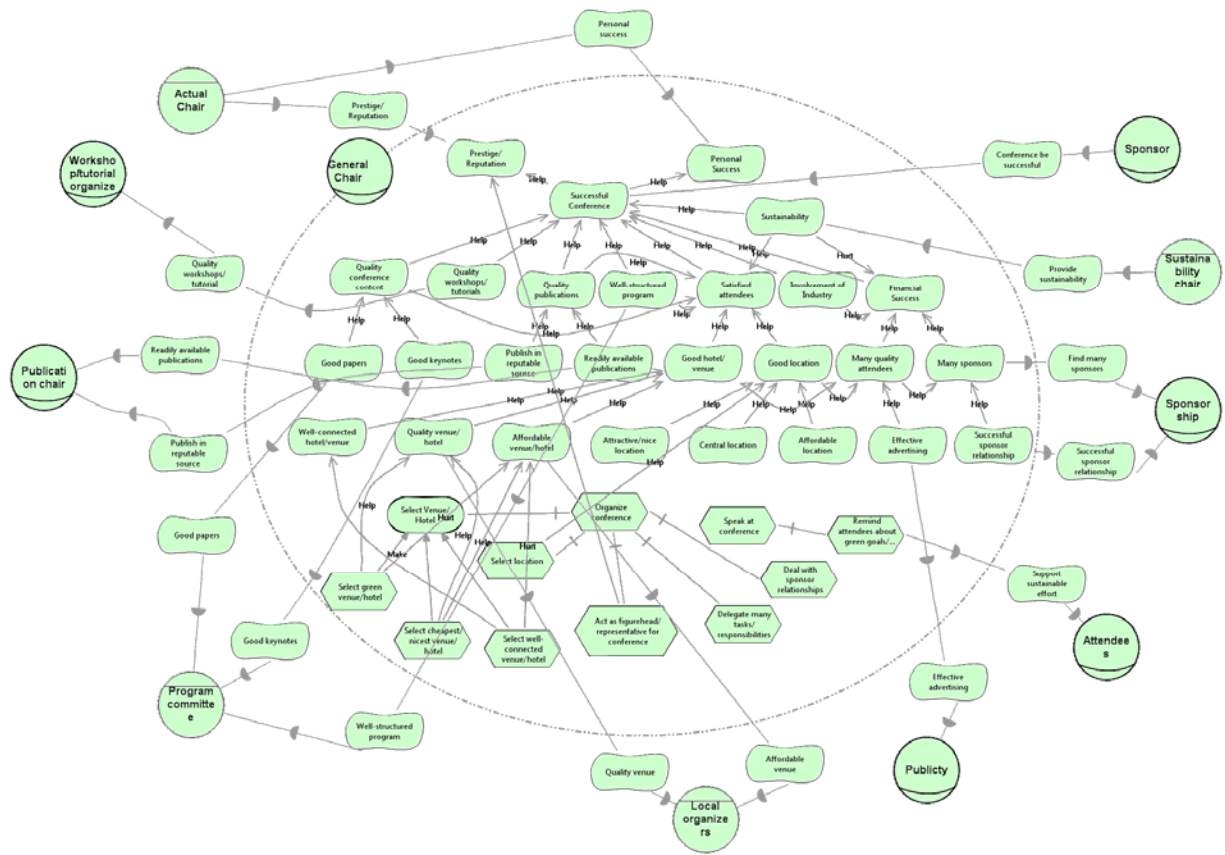 Personal
success
Actual
Chair
Prestige/
Reputation
Worksho
p/tutorial
organize
General
Chair
Prestige/
Reputation
Personal
Success
Conference be
successful
Sponsor
Help
Help
Successful
Conference
Help
Sustainability
Help
Help
Help
Help
Help
Help
Help
Help
Hurt
Quality
workshops/
tutorial
Quality
conference
content
Quality
workshops/
tutorials
Quality
publications
Well-structured
program
Satisfied
attendees
Involvement of
Industry
Financial
Success
Provide
sustainability
Sustaina
bility
chair
Help
Help
Help
Help
Help
Help
Help
Help
Help
Help
Help
Publicati
on chair
Readily available
publications
Good papers
Good keynotes
Publish in
reputable
source
Readily available
publications
Good hotel/
venue
Good location
Many quality
attendees
Many sponsors
Find many
sponsors
Sponsor
ship
Help
Help
Help
Help
Help
Help
Help
Help
Help
Help
Publish in
reputable
source
Well-connected
hotel/venue
Quality venue/
hotel
Affordable
venue/hotel
Attractive/nice
location
Central location
Affordable
location
Effective
advertising
Successful
sponsor
relationship
Successful
sponsor
relationship
Help
Good papers
Help
Select Venue/
Hotel
Hurt
Organize
conference
Speak at
conference
Remind
attendees about
green goals/...
Make
Help
Help
Hurt
Select location
Select green
venue/hotel
Deal with
sponsor
relationships
Support
sustainable
effort
Good keynotes
Select cheapest/
nicest venue/
hotel
Select well-
connected
venue/hotel
Act as figurehead/
representative for
conference
Delegate many
tasks/
responsibilities
Attendee
s
Program
committe
e
Well-structured
program
Effective
advertising
Quality venue
Affordable
venue
Publicty
Local
organize
rs